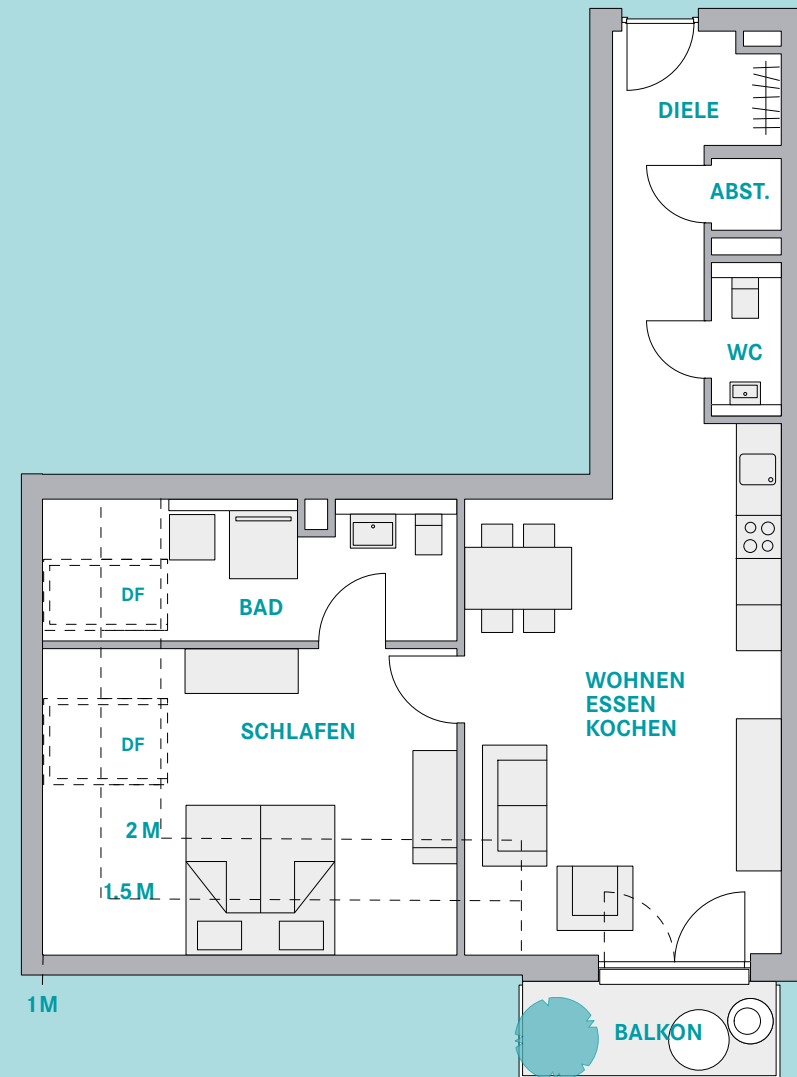 DIELE
ABST.
WC
DF
BAD
WOHNEN
ESSEN
KOCHEN
SCHLAFEN
DF
2 M
1.5 M
1 M
BALKON